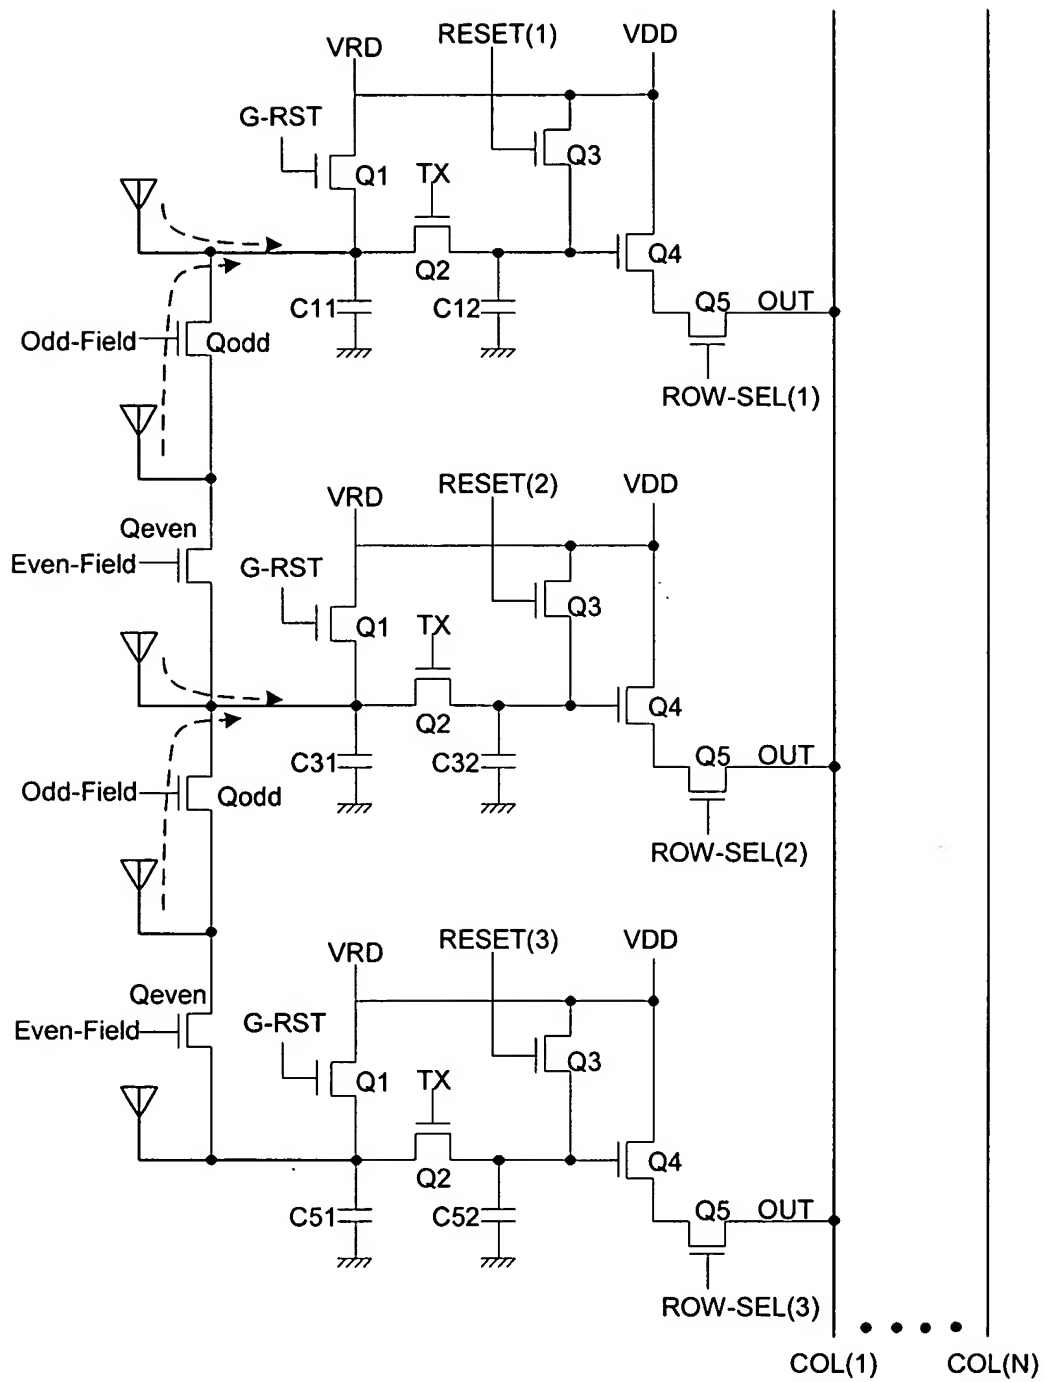 RESET(1)
VRD
VDD
G-RST
Q1
TX
Q3
Q2
Q4
C11
C12
Q5
OUT
Odd-Field
Qodd
ROW-SEL(1)
RESET(2)
VRD
VDD
Qeven
Even-Field
G-RST
Q1
TX
Q3
Q2
Q4
C31
C32
Q5
OUT
Odd-Field
Qodd
ROW-SEL(2)
RESET(3)
VRD
VDD
Qeven
Even-Field
G-RST
Q1
TX
Q3
Q2
Q4
C51
C52
Q5
OUT
ROW-SEL(3)
COL(1)
COL(N)